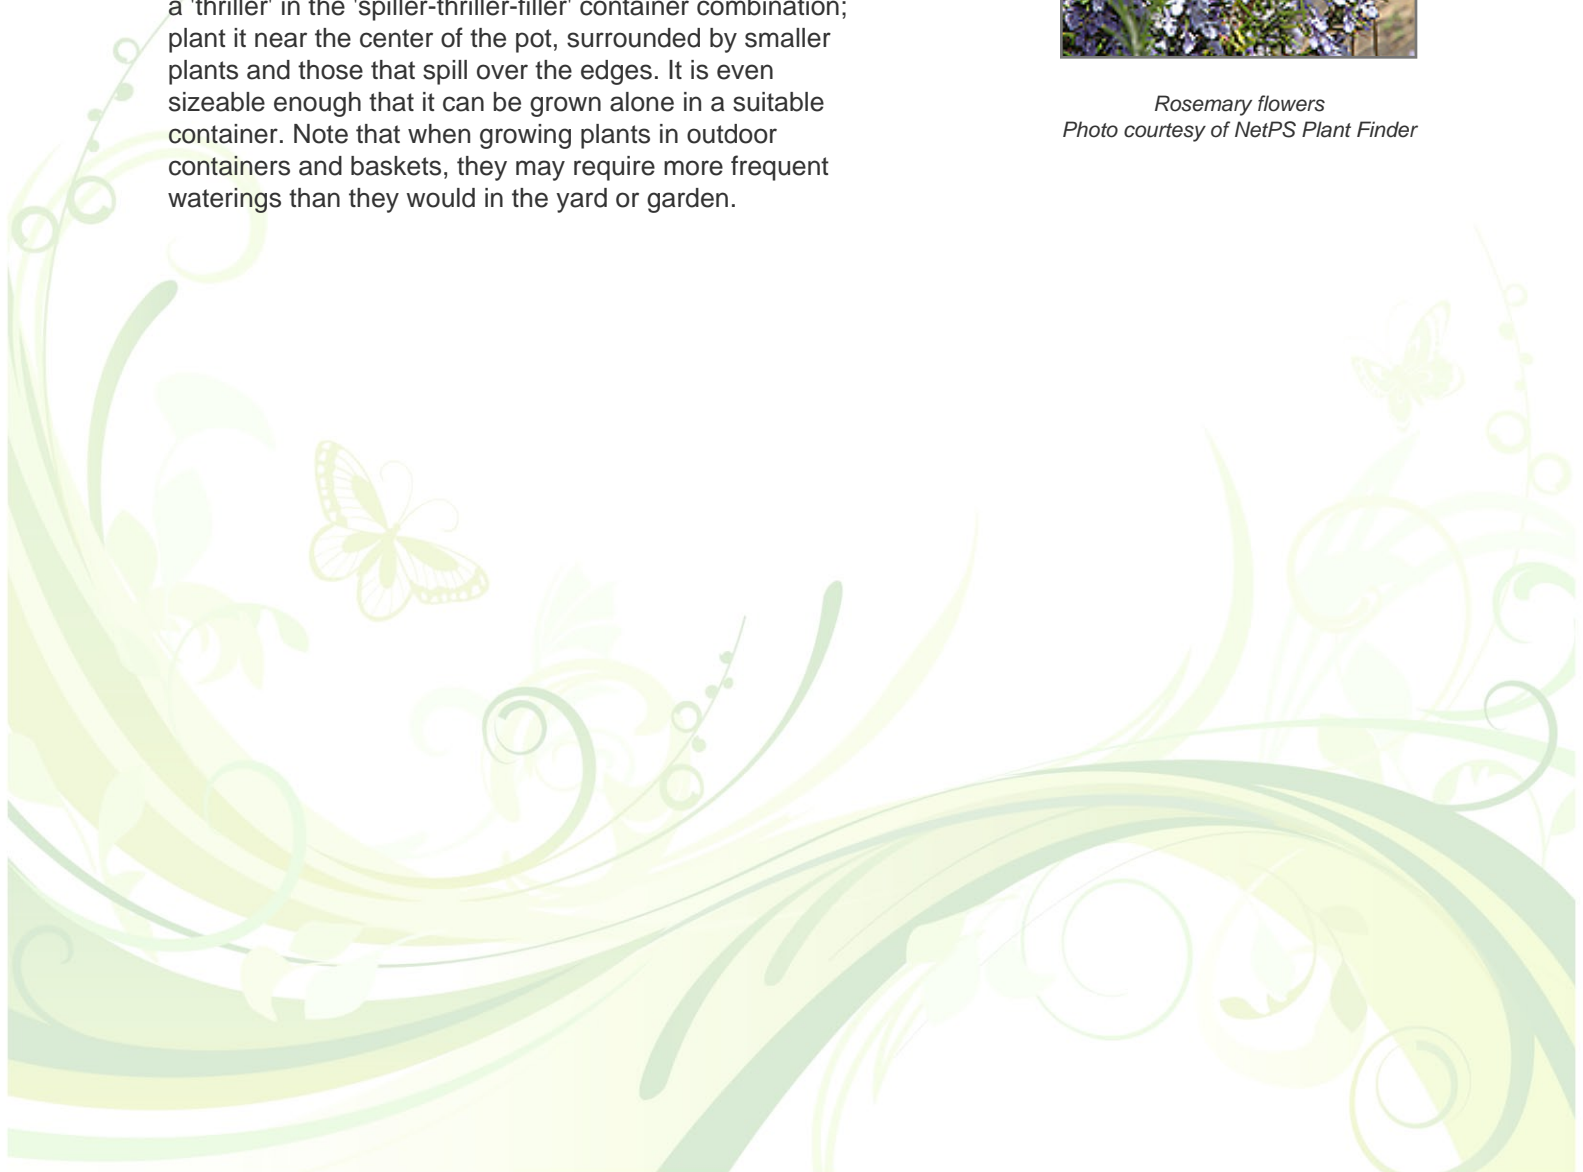 a 'thriller' in the 'spiller-thriller-filler' container combination;
plant it near the center of the pot, surrounded by smaller
plants and those that spill over the edges. It is even
sizeable enough that it can be grown alone in a suitable
container. Note that when growing plants in outdoor
containers and baskets, they may require more frequent
waterings than they would in the yard or garden.
Rosemary flowers
Photo courtesy of NetPS Plant Finder